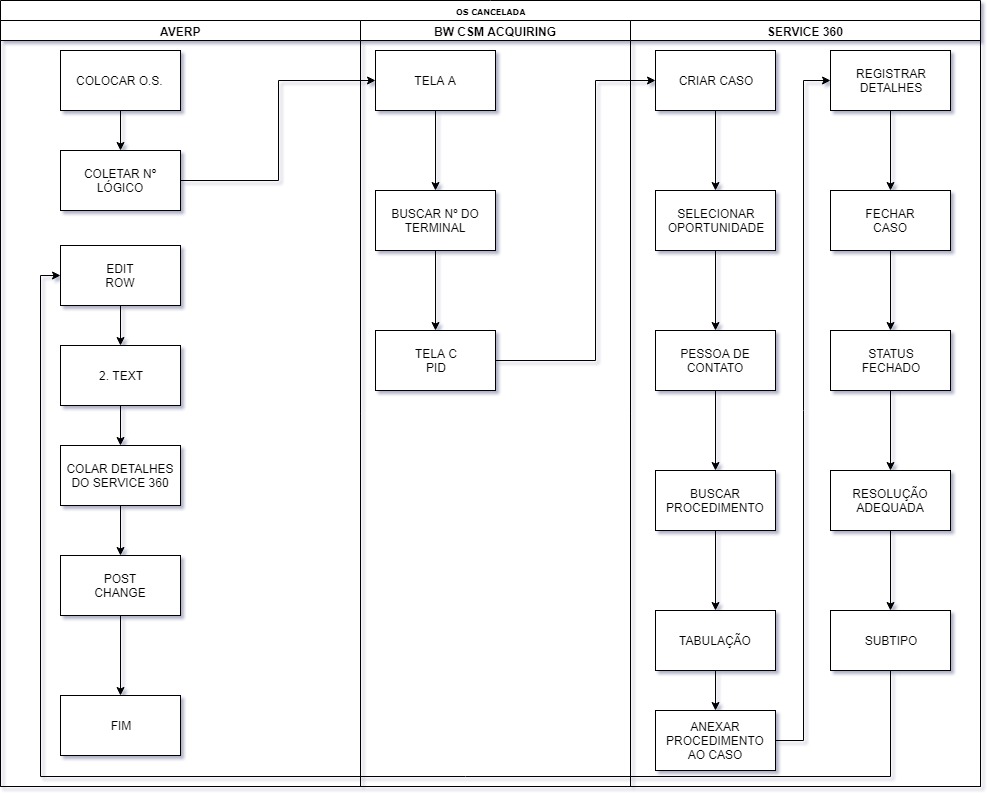 OS CANCELADA
AVERP
BW CSM ACQUIRING
SERVICE 360
COLOCAR O.S.
COLETAR Nº
LÓGICO
EDIT
ROW
2. TEXT
COLAR DETALHES
DO SERVICE 360
POST
CHANGE
FIM
TELA A
BUSCAR Nº DO
TERMINAL
TELA C
PID
CRIAR CASO
SELECIONAR
OPORTUNIDADE
PESSOA DE
CONTATO
BUSCAR
PROCEDIMENTO
TABULAÇÃO
ANEXAR
PROCEDIMENTO
AO CASO
REGISTRAR
DETALHES
FECHAR
CASO
STATUS
FECHADO
RESOLUÇÃO
ADEQUADA
SUBTIPO